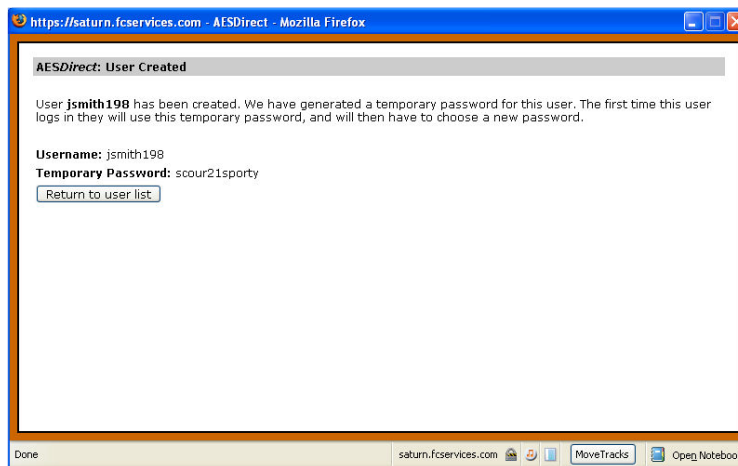 https://saturn.fcservices.com - AESDirect - Mozilla Firefox
AESDirect: User Created
User jsmith198 has been created. We have generated a temporary password for this user. The first time this user
logs in they will use this temporary password, and will then have to choose a new password.
Username: jsmith198
Temporary Password: scour21sporty
Return to user list
Done saturn.fcservices.com MoveTracks Open Noteboo